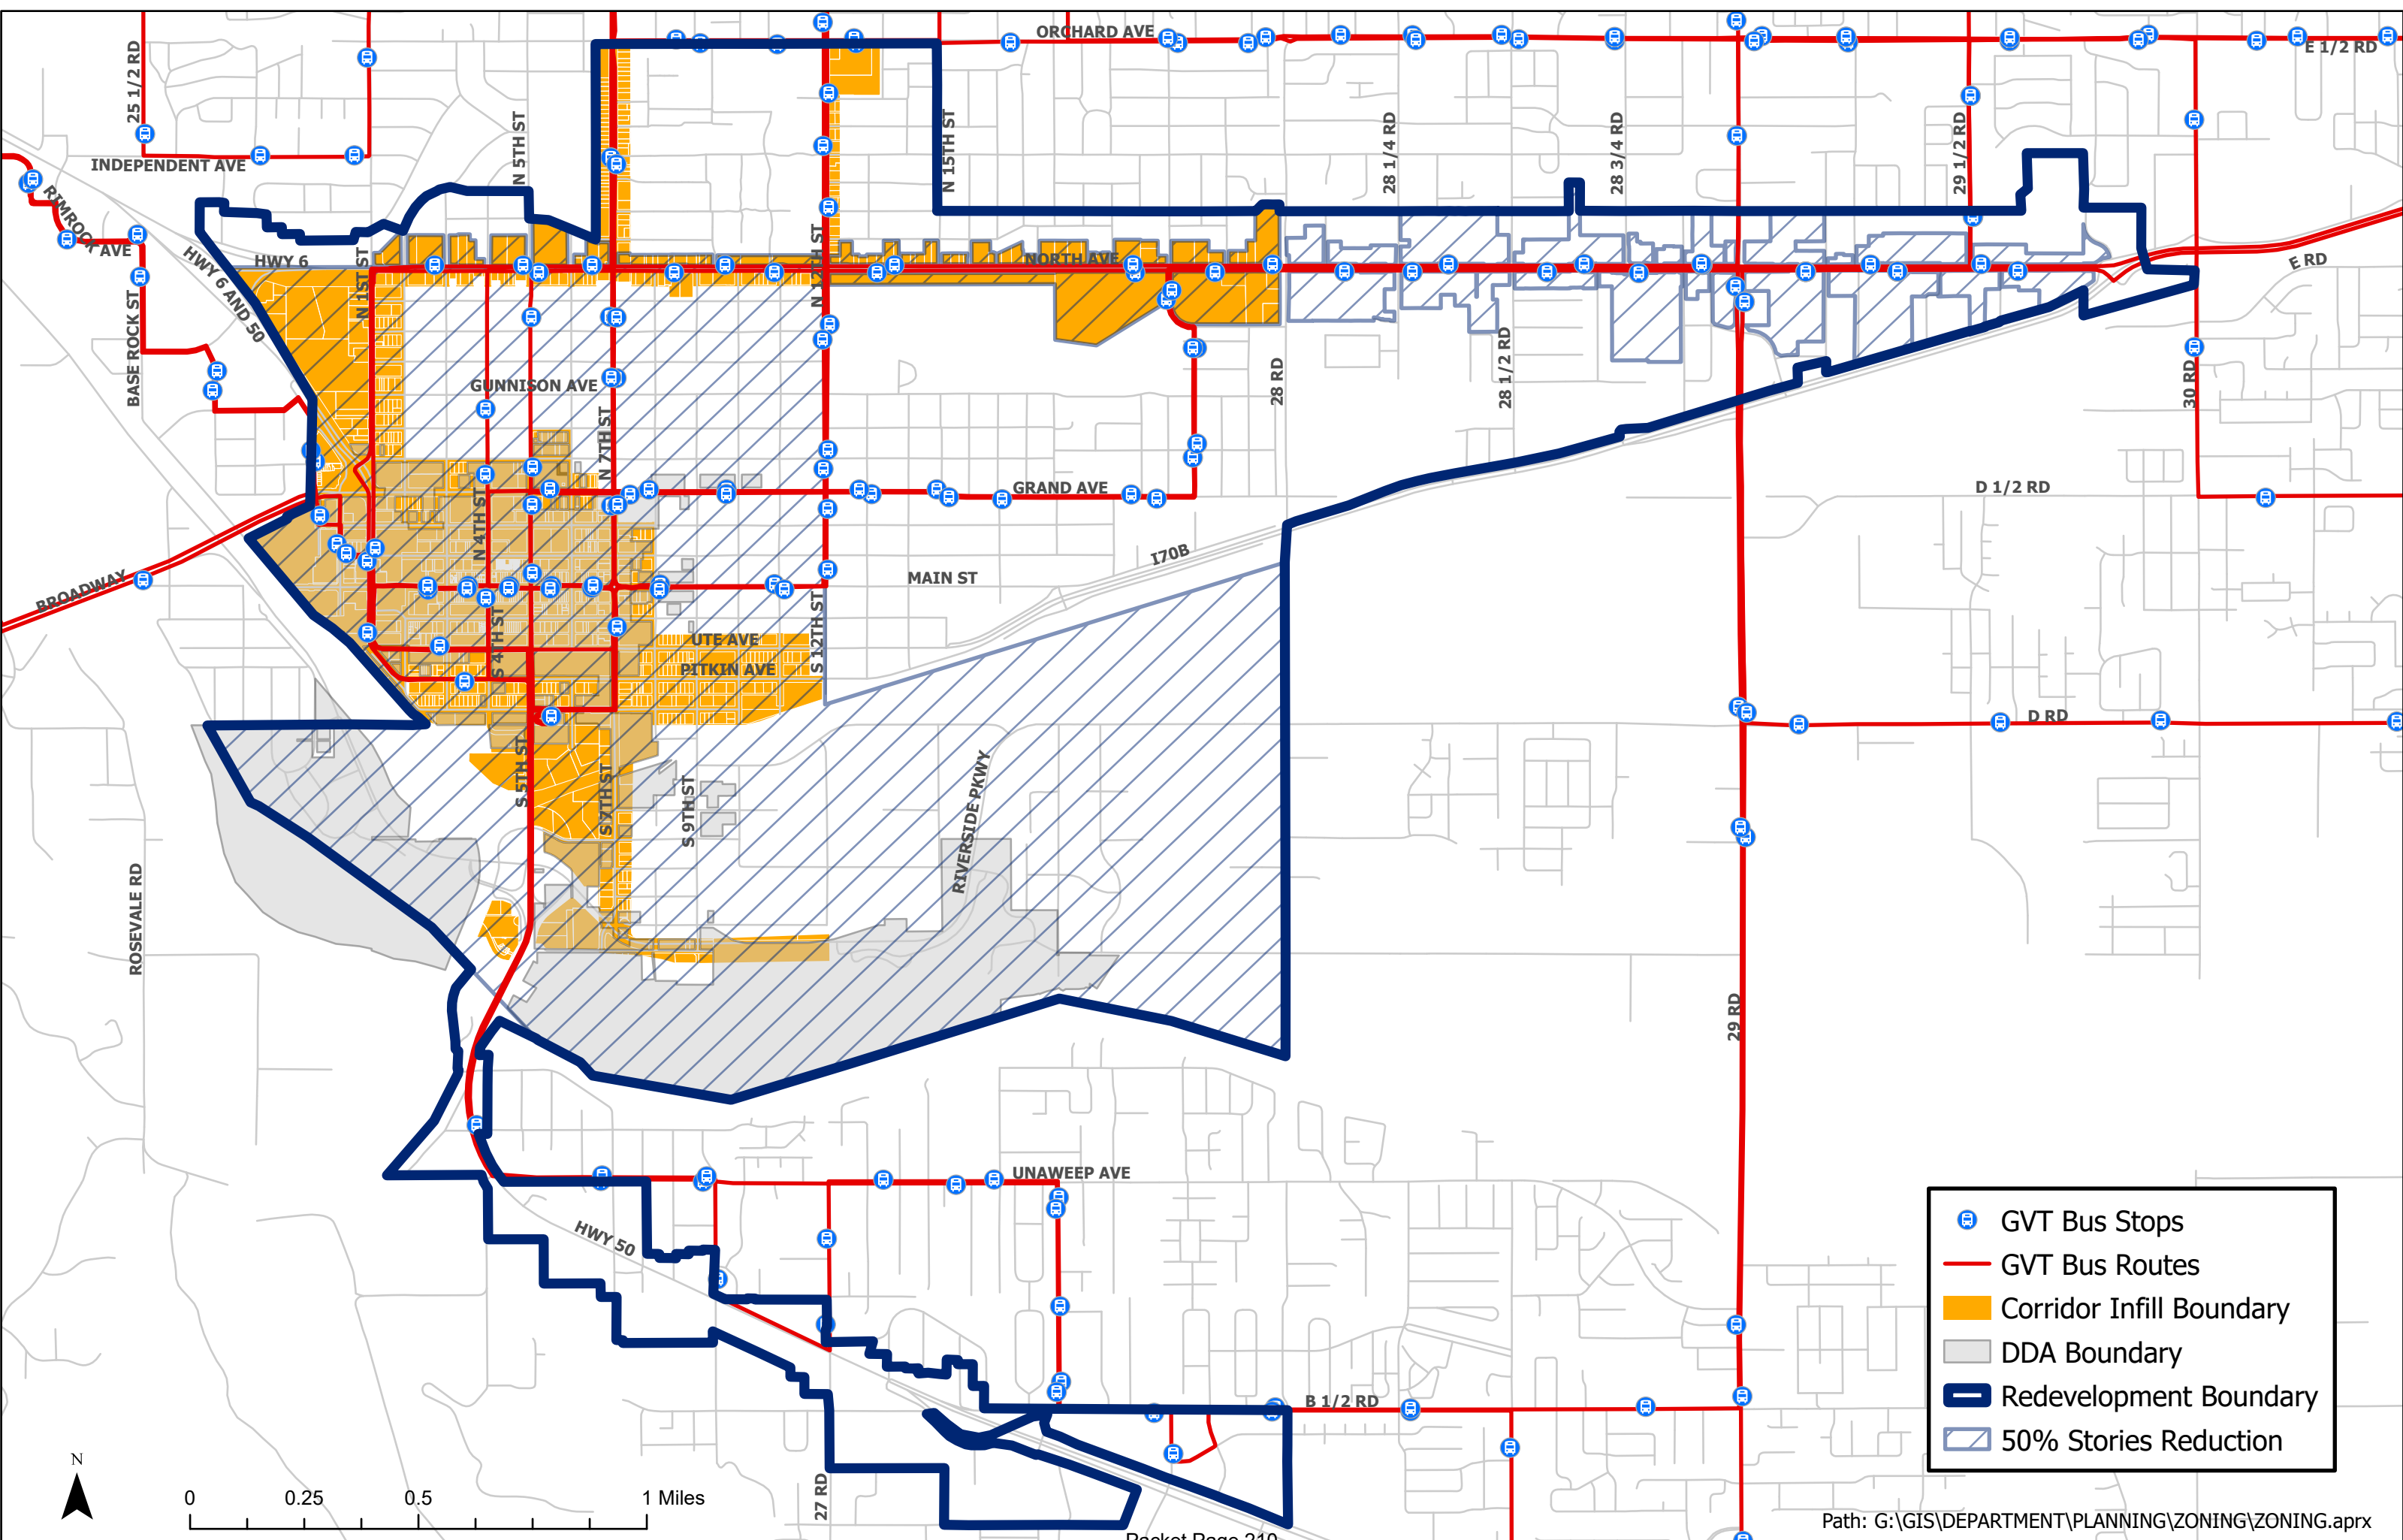 ORCHARD AVE
E 1/2 RD
25 1/2 RD
N 5TH ST
N 15TH ST
28 1/4 RD
28 3/4 RD
29 1/2 RD
INDEPENDENT AVE
RIMROCK
AVE
HWY 6
HWY 6 AND 50
N 1ST ST
N 12TH ST
NORTH AVE
E RD
BASE ROCK ST
GUNNISON AVE
28 RD
28 1/2 RD
30 RD
N 7TH ST
GRAND AVE
D 1/2 RD
N 4TH ST
I70B
BROADWAY
MAIN ST
S 4TH ST
UTE AVE
S 12TH ST
PITKIN AVE
D RD
S 5TH ST
S 7TH ST
S 9TH ST
RIVERSIDE PKWY
ROSEVALE RD
29 RD
UNAWEEP AVE
HWY 50
B 1/2 RD
27 RD
GVT Bus Stops
GVT Bus Routes
Corridor Infill Boundary
DDA Boundary
Redevelopment Boundary
50% Stories Reduction
N
0 0.25 0.5 1 Miles
Packet Page 210
Path: G:\GIS\DEPARTMENT\PLANNING\ZONING\ZONING.aprx